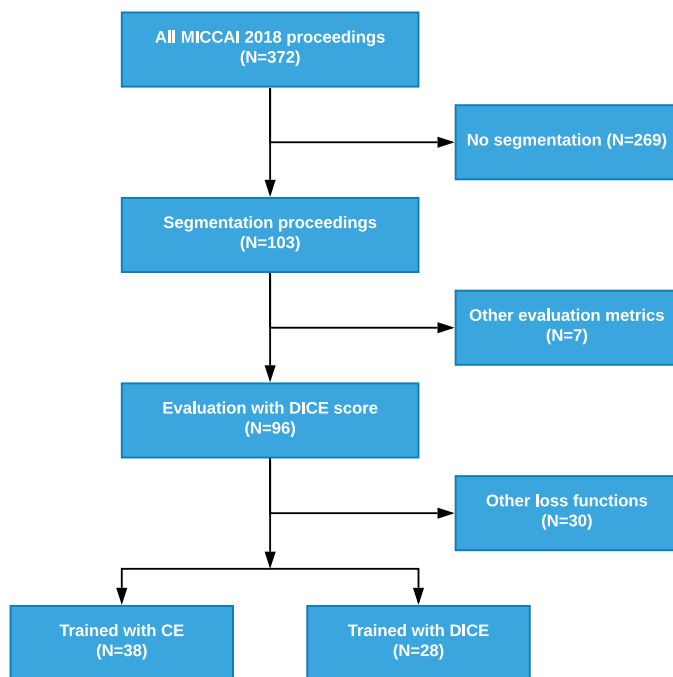 All MICCAI 2018 proceedings
(N=372)
No segmentation (N=269)
Segmentation proceedings
(N=103)
Other evaluation metrics
(N=7)
Evaluation with DICE score
(N=96)
Other loss functions
(N=30)
Trained with CE
(N=38)
Trained with DICE
(N=28)